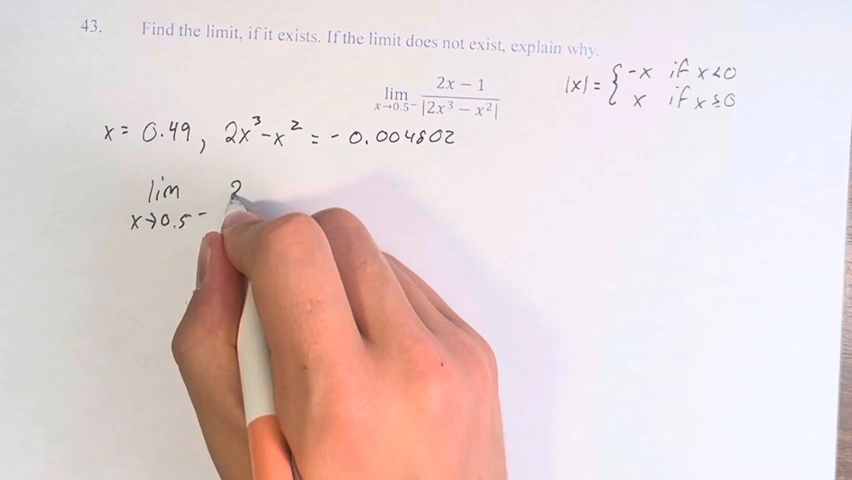 43. Find the limit, if it exists. If the limit does not exist, explain why.
lim x→0.5⁻ (2x − 1)/|2x³ − x²|
|x| = { -x if x<0
x if x≥0
x = 0.49, 2x³-x² = - 0.004802
lim x→0.5⁻ 2